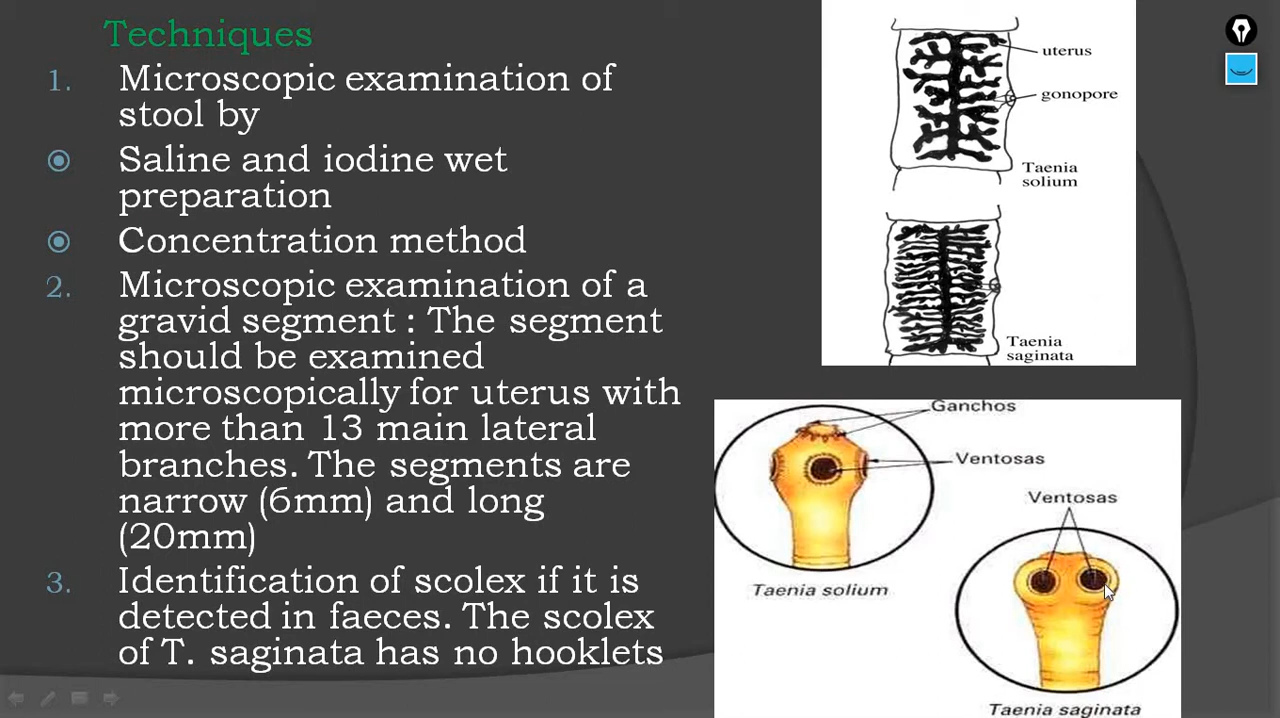 Techniques
1. Microscopic examination of
stool by
Saline and iodine wet
preparation
Concentration method
2. Microscopic examination of a
gravid segment : The segment
should be examined
microscopically for uterus with
more than 13 main lateral
branches. The segments are
narrow (6mm) and long
(20mm)
3. Identification of scolex if it is
detected in faeces. The scolex
of T. saginata has no hooklets
uterus
gonopore
Taenia
solium
Taenia
saginata
Ganchos
Ventosas
Taenia solium
Ventosas
Taenia saginata